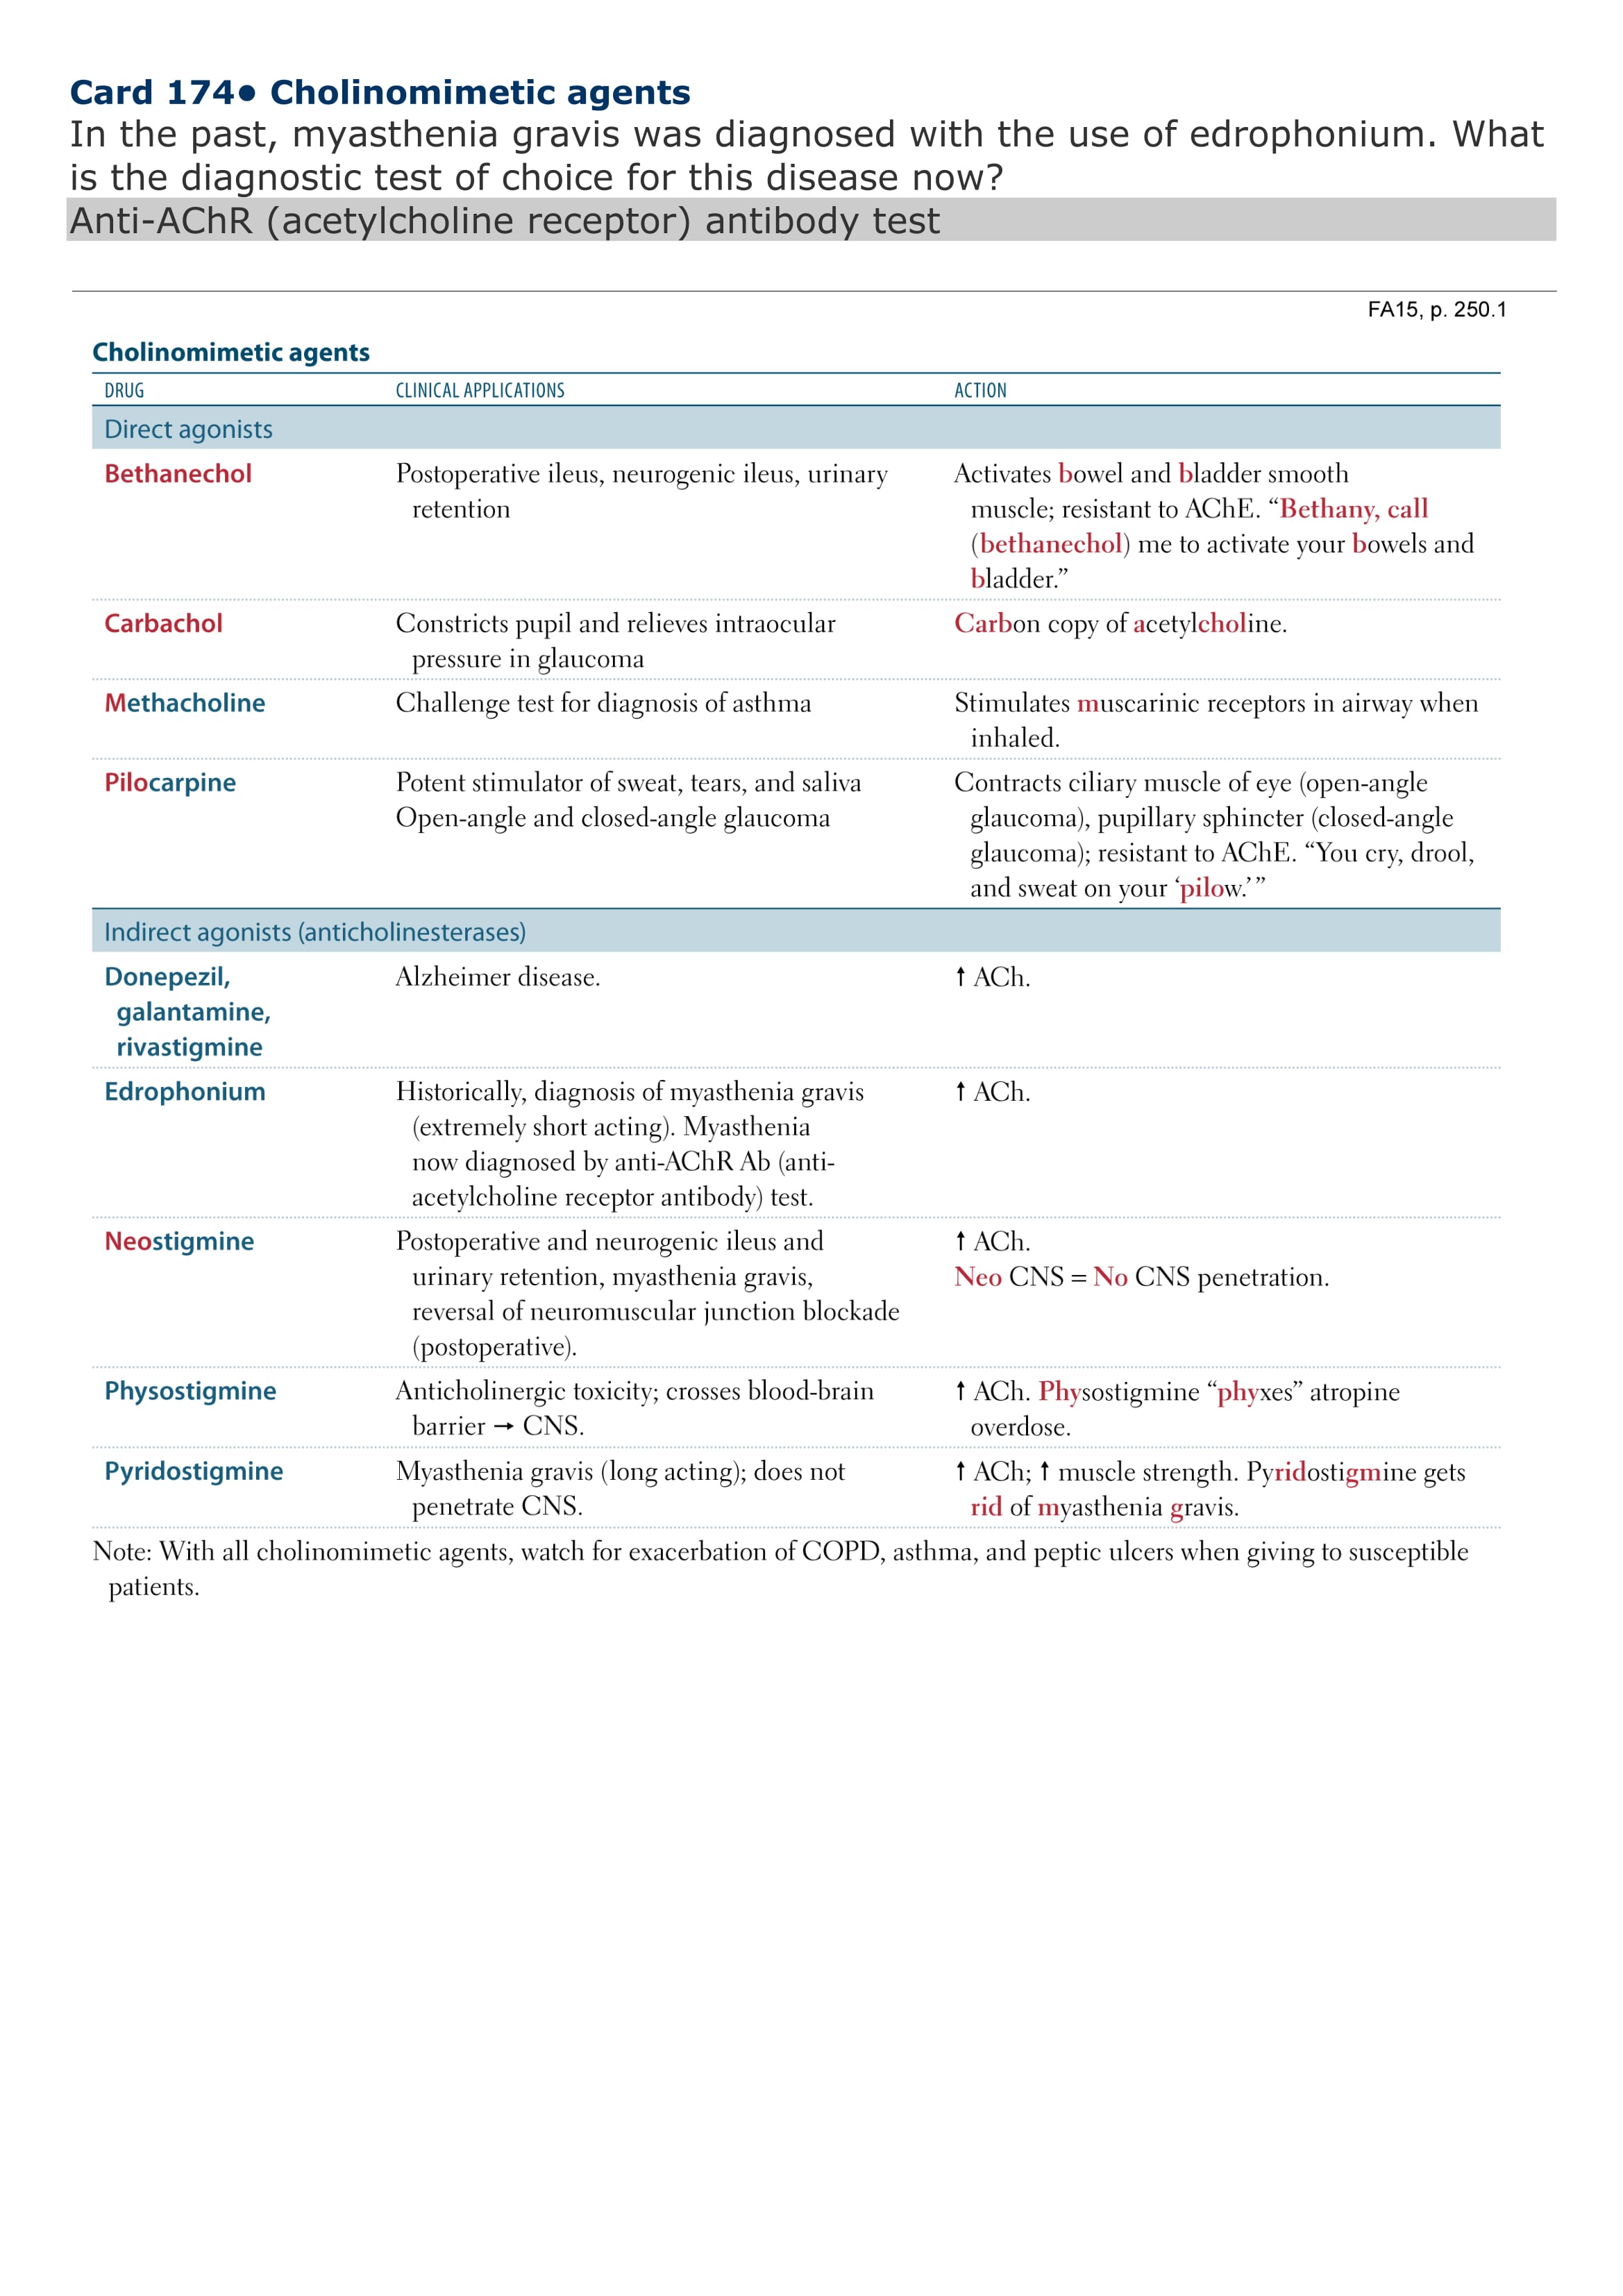 Card 174• Cholinomimetic agents
In the past, myasthenia gravis was diagnosed with the use of edrophonium. What
is the diagnostic test of choice for this disease now?
Anti-AChR (acetylcholine receptor) antibody test
FA15, p. 250.1
Cholinomimetic agents
DRUG CLINICAL APPLICATIONS ACTION
Direct agonists
Bethanechol Postoperative ileus, neurogenic ileus, urinary Activates bowel and bladder smooth
retention muscle; resistant to AChE. “Bethany, call
(bethanechol) me to activate your bowels and
bladder.”
Carbachol Constricts pupil and relieves intraocular Carbon copy of acetylcholine.
pressure in glaucoma
Methacholine Challenge test for diagnosis of asthma Stimulates muscarinic receptors in airway when
inhaled.
Pilocarpine Potent stimulator of sweat, tears, and saliva Contracts ciliary muscle of eye (open-angle
Open-angle and closed-angle glaucoma glaucoma), pupillary sphincter (closed-angle
glaucoma); resistant to AChE. “You cry, drool,
and sweat on your ‘pilow.’”
Indirect agonists (anticholinesterases)
Donepezil, Alzheimer disease. ↑ ACh.
galantamine,
rivastigmine
Edrophonium Historically, diagnosis of myasthenia gravis ↑ ACh.
(extremely short acting). Myasthenia
now diagnosed by anti-AChR Ab (anti-
acetylcholine receptor antibody) test.
Neostigmine Postoperative and neurogenic ileus and ↑ ACh.
urinary retention, myasthenia gravis, Neo CNS = No CNS penetration.
reversal of neuromuscular junction blockade
(postoperative).
Physostigmine Anticholinergic toxicity; crosses blood-brain ↑ ACh. Physostigmine “phyxes” atropine
barrier → CNS. overdose.
Pyridostigmine Myasthenia gravis (long acting); does not ↑ ACh; ↑ muscle strength. Pyridostigmine gets
penetrate CNS. rid of myasthenia gravis.
Note: With all cholinomimetic agents, watch for exacerbation of COPD, asthma, and peptic ulcers when giving to susceptible
patients.